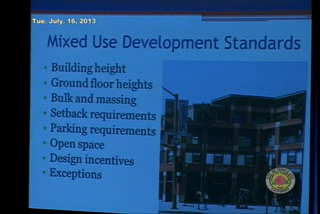 Tue. July. 16, 2013
Mixed Use Development Standards
Building height
Ground floor heights
Bulk and massing
Setback requirements
Parking requirements
Open space
Design incentives
Exceptions